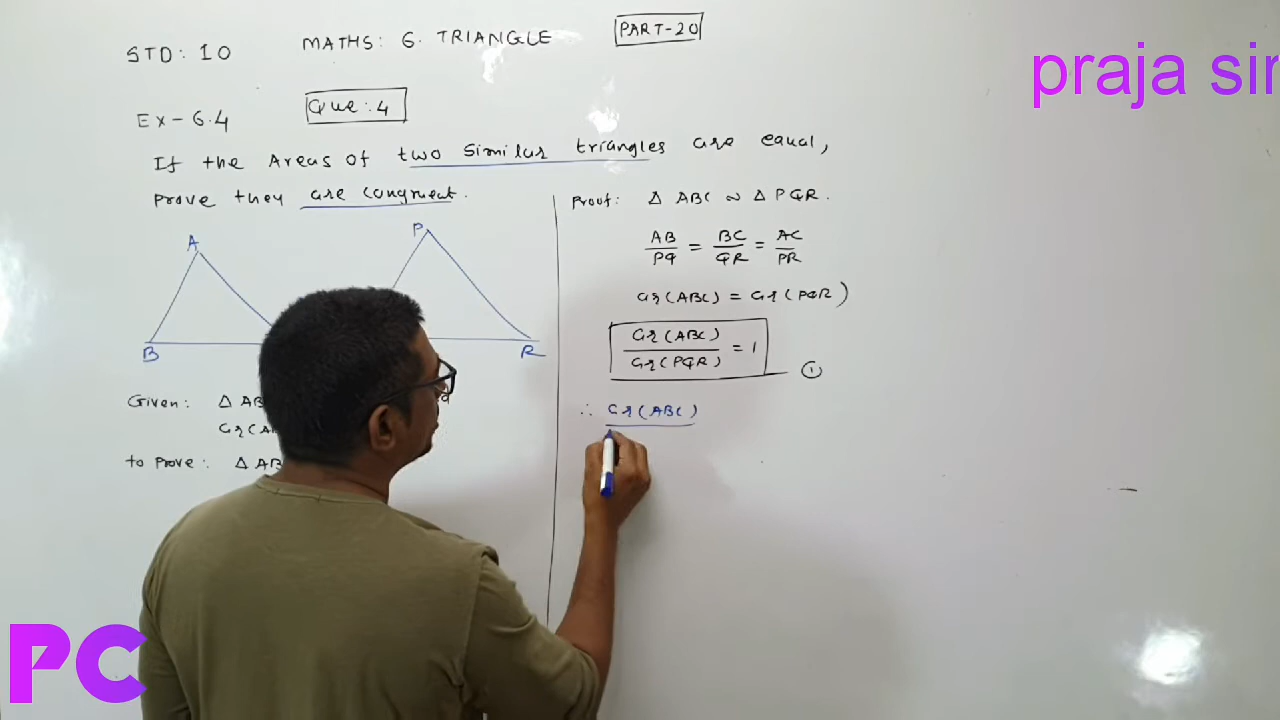 STD: 10 MATHS: 6. TRIANGLE PART-20
praja sir
Ex-6.4 Que: 4
If the Areas of two similar triangles are equal,
prove they are congruent.
A
B
P
R
Given: Δ AB
ar(A
to Prove: Δ AB
Proof: Δ ABC ~ Δ PQR.
AB/PQ = BC/QR = AC/PR
ar(ABC) = ar(PQR)
ar(ABC)/ar(PQR) = 1 ①
∴ ar(ABC)
PC